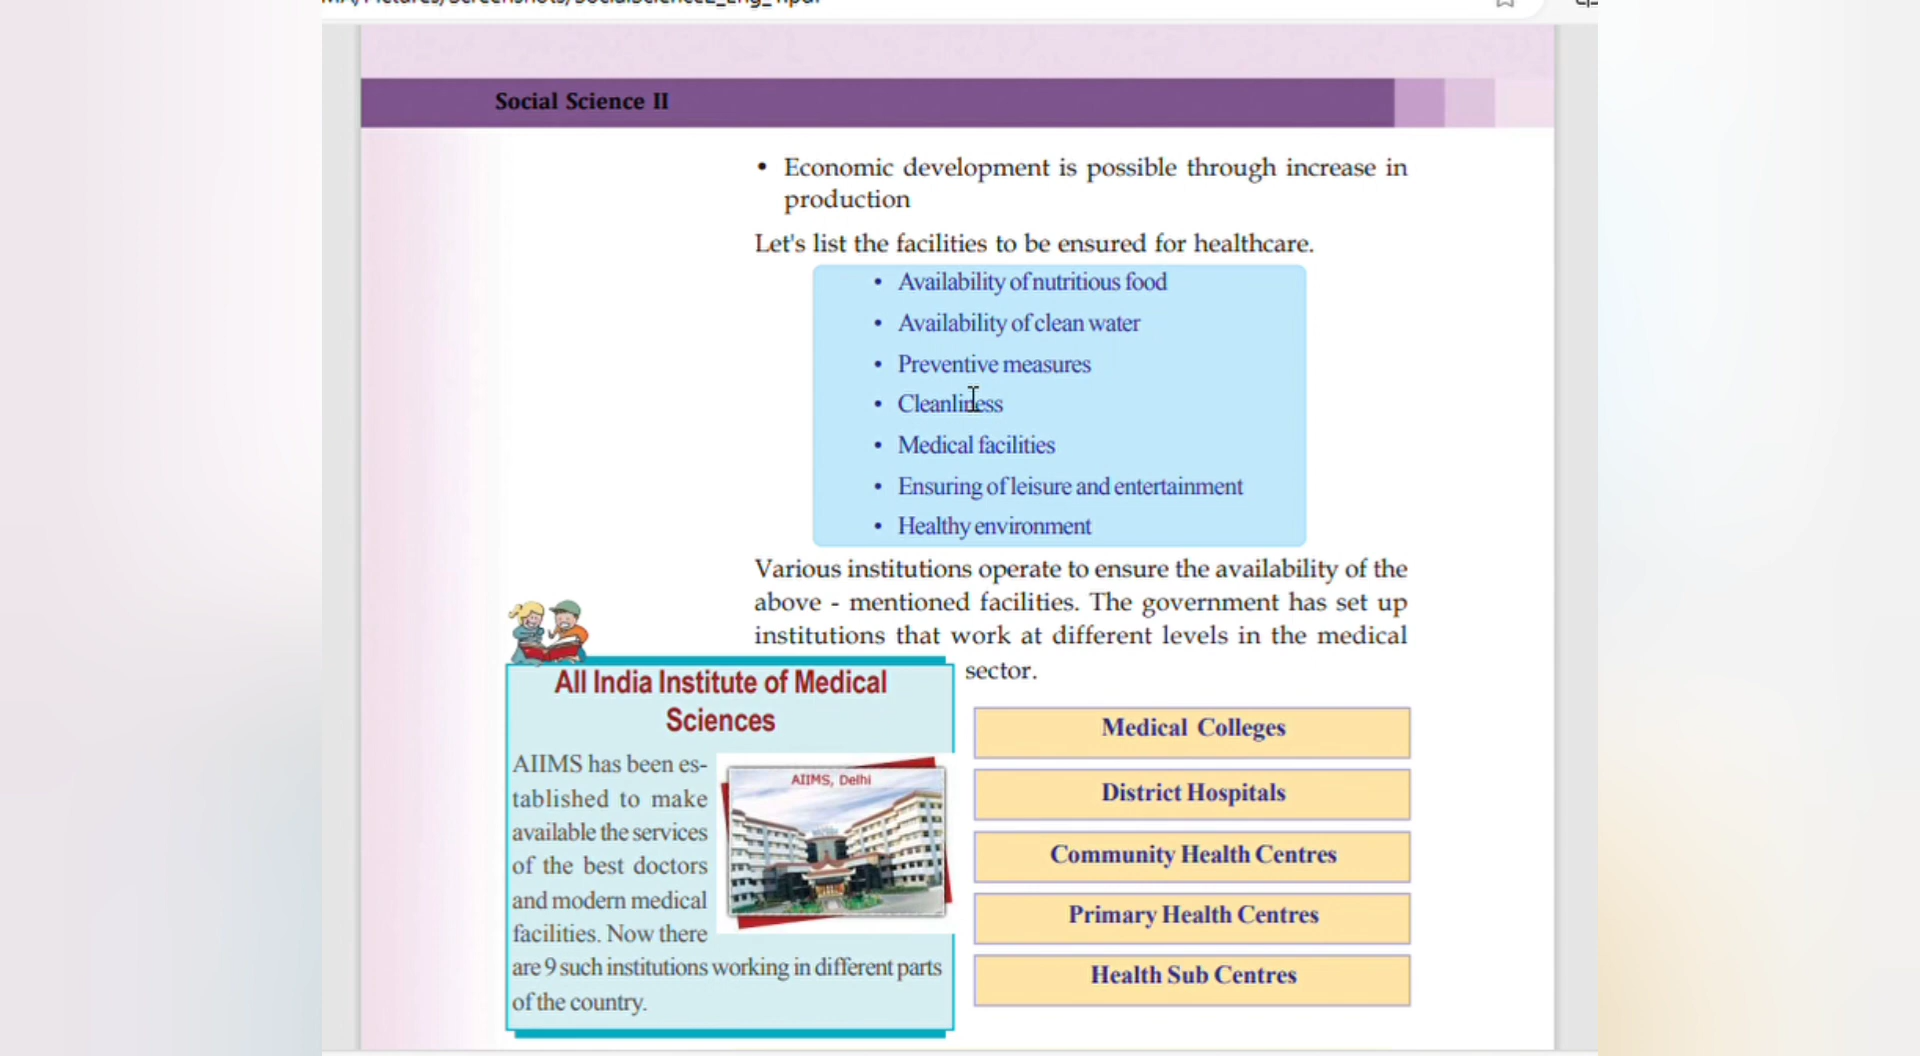 Social Science II
• Economic development is possible through increase in
production
Let's list the facilities to be ensured for healthcare.
• Availability of nutritious food
• Availability of clean water
• Preventive measures
• Cleanliness
• Medical facilities
• Ensuring of leisure and entertainment
• Healthy environment
Various institutions operate to ensure the availability of the
above - mentioned facilities. The government has set up
institutions that work at different levels in the medical
sector.
All India Institute of Medical
Sciences
AIIMS has been es-
tablished to make
available the services
of the best doctors
and modern medical
facilities. Now there
are 9 such institutions working in different parts
of the country.
AIIMS, Delhi
Medical Colleges
District Hospitals
Community Health Centres
Primary Health Centres
Health Sub Centres